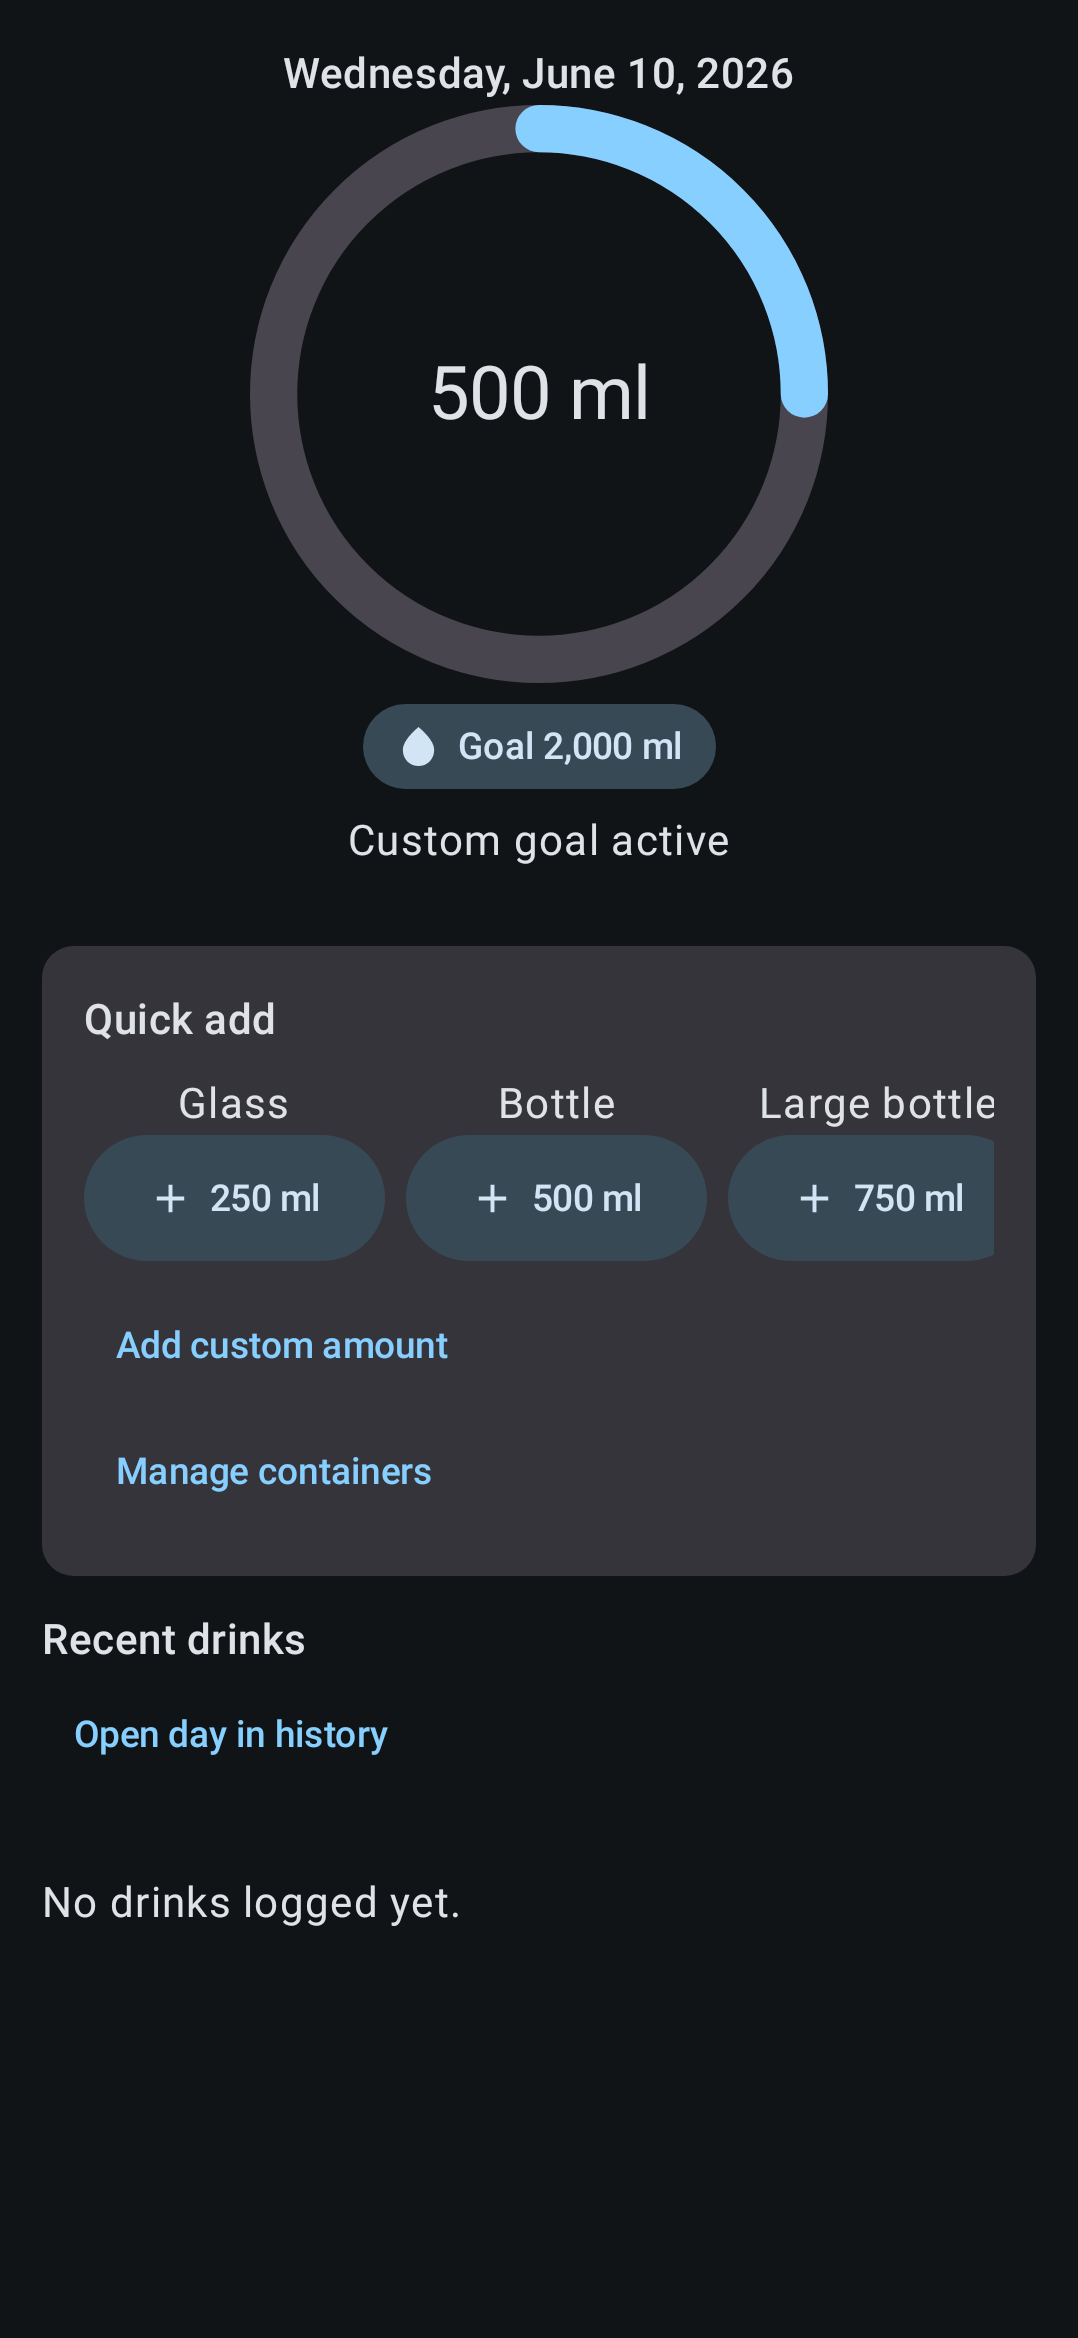 Wednesday, June 10, 2026
500 ml
Goal 2,000 ml
Custom goal active
Quick add
Glass Bottle Large bottle
+ 250 ml + 500 ml + 750 ml
Add custom amount
Manage containers
Recent drinks
Open day in history
No drinks logged yet.